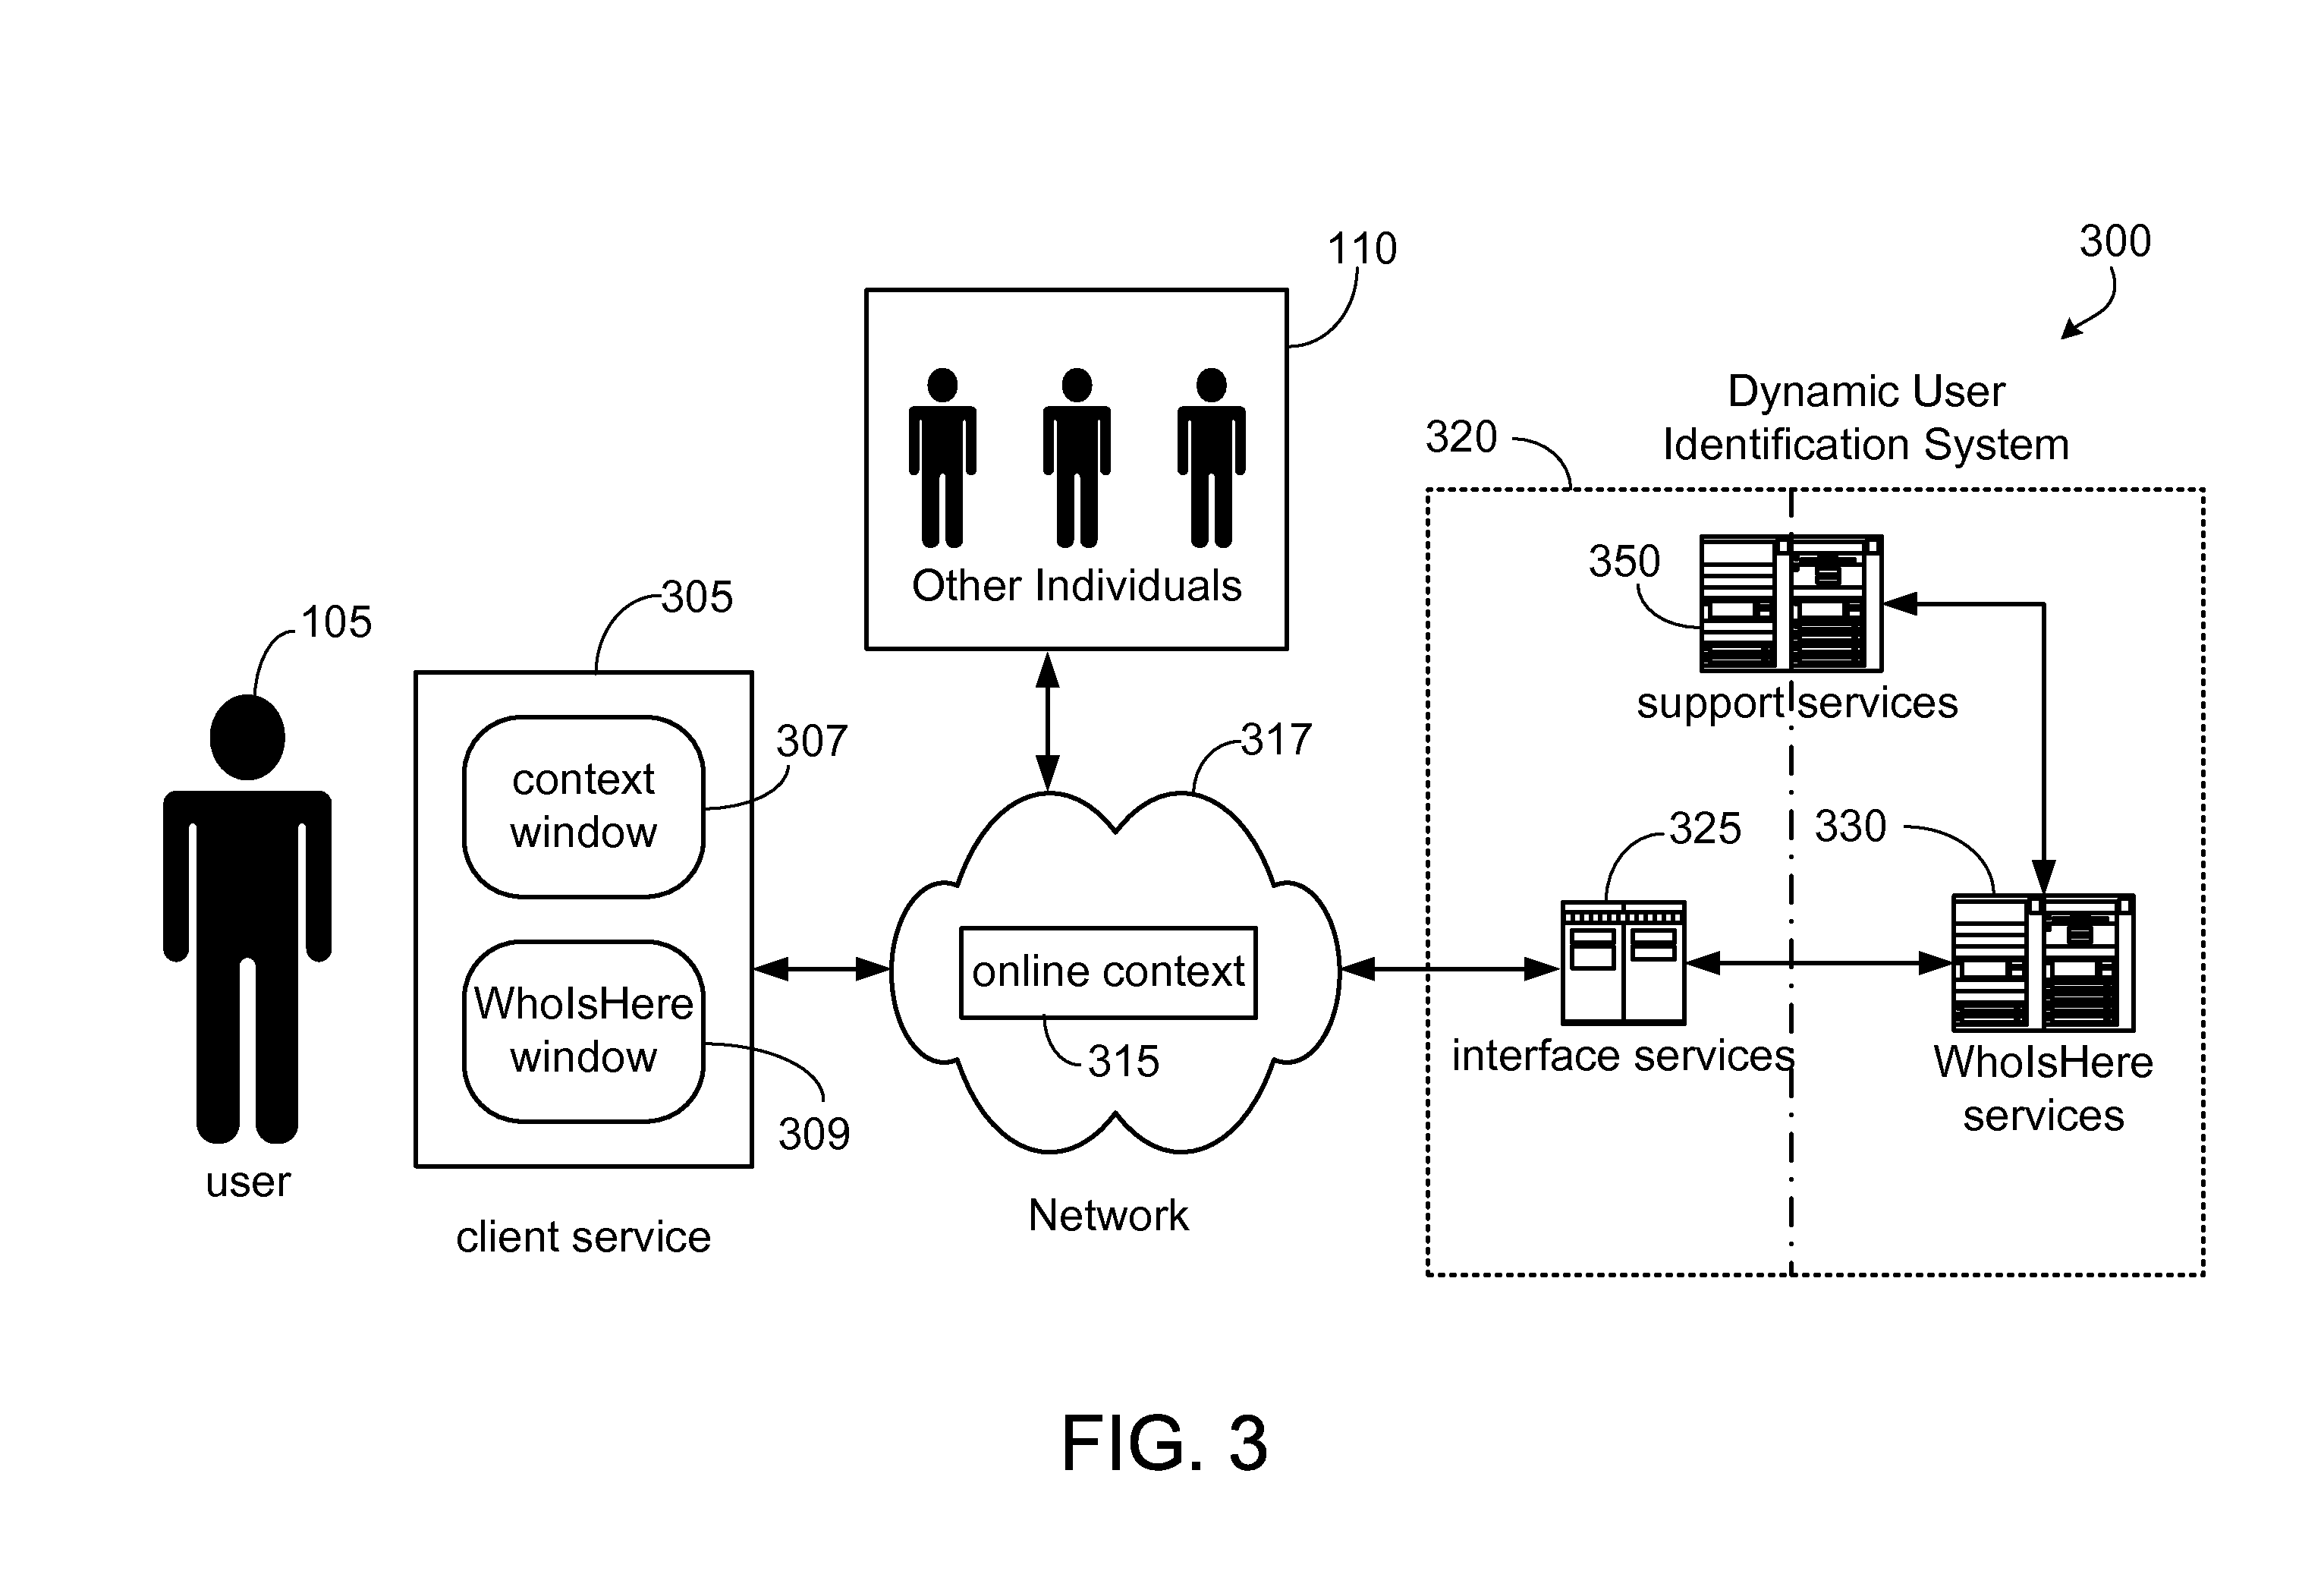 110
300
Dynamic User
Identification System
320
350
Other Individuals
305
105
support services
307
317
context
window
325
330
online context
WhoIsHere
window
315
interface services
WhoIsHere
services
309
user
Network
client service
FIG. 3